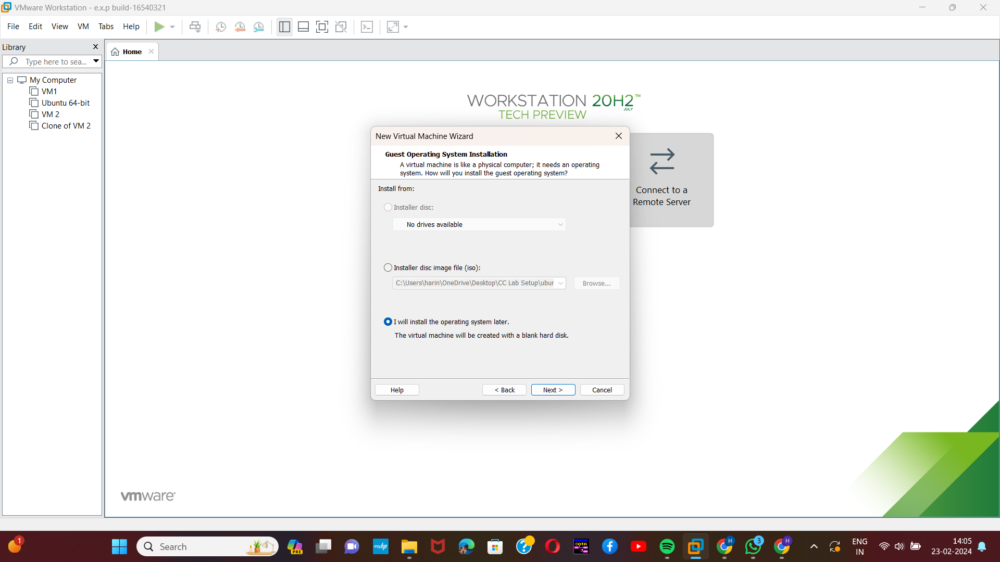 VMware Workstation - e.x.p build-16540321
File Edit View VM Tabs Help
Library
Type here to sea...
My Computer
VM1
Ubuntu 64-bit
VM 2
Clone of VM 2
Home
WORKSTATION 20H2™
JULY
TECH PREVIEW
New Virtual Machine Wizard
Guest Operating System Installation
A virtual machine is like a physical computer; it needs an operating
system. How will you install the guest operating system?
Install from:
Installer disc:
No drives available
Installer disc image file (iso):
C:\Users\harin\OneDrive\Desktop\CC Lab Setup\ubur
Browse...
I will install the operating system later.
The virtual machine will be created with a blank hard disk.
Help < Back Next > Cancel
Connect to a
Remote Server
vmware
1
Search
PRE
myhp
DATA
H
3
H
ENG
IN
14:05
23-02-2024